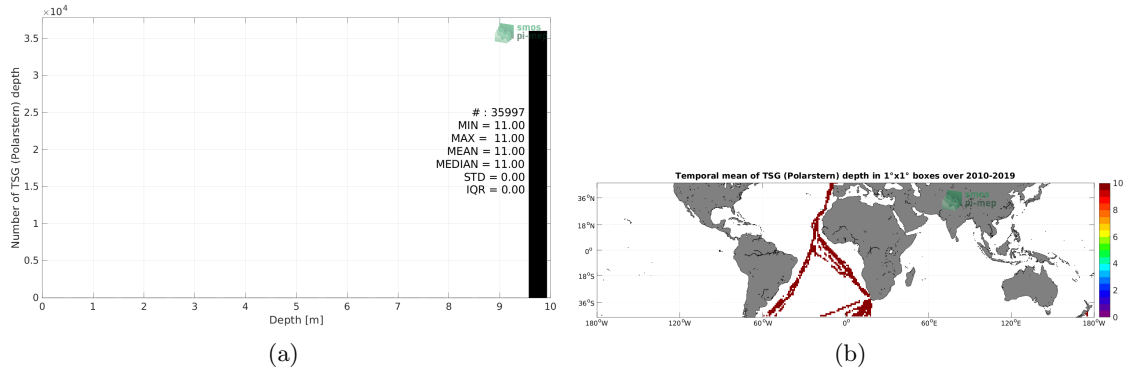 ×10⁴
smos
pi-mep
3.5
3
2.5
2
1.5
1
0.5
0
Number of TSG (Polarstern) depth
# : 35997
MIN = 11.00
MAX = 11.00
MEAN = 11.00
MEDIAN = 11.00
STD = 0.00
IQR = 0.00
0 1 2 3 4 5 6 7 8 9 10
Depth [m]
(a)
Temporal mean of TSG (Polarstern) depth in 1°x1° boxes over 2010-2019
smos
pi-mep
36°N
18°N
0°
18°S
36°S
180°W 120°W 60°W 0° 60°E 120°E 180°W
10
8
6
4
2
0
(b)